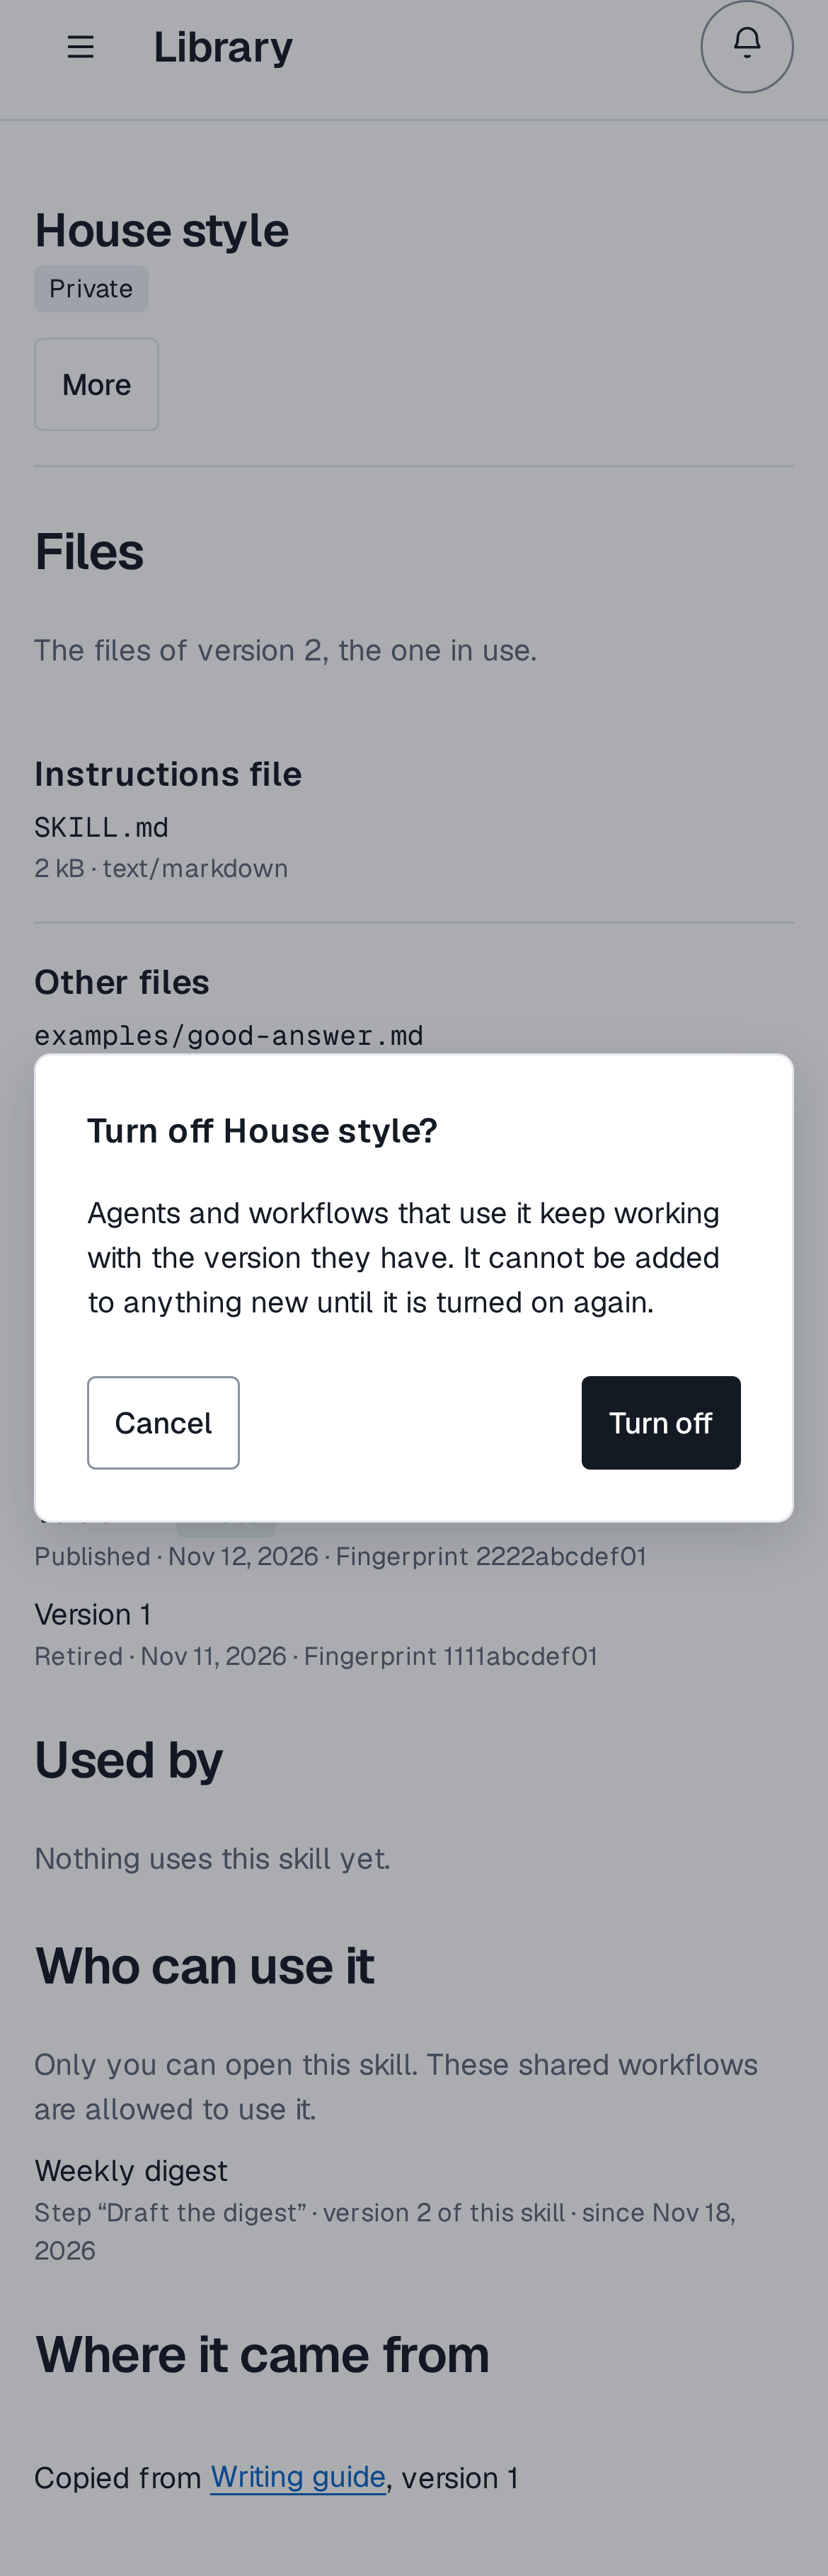 Library
House style
Private
More
Files
The files of version 2, the one in use.
Instructions file
SKILL.md
2 kB · text/markdown
Other files
examples/good-answer.md
Turn off House style?
Agents and workflows that use it keep working
with the version they have. It cannot be added
to anything new until it is turned on again.
Cancel
Turn off
Published · Nov 12, 2026 · Fingerprint 2222abcdef01
Version 1
Retired · Nov 11, 2026 · Fingerprint 1111abcdef01
Used by
Nothing uses this skill yet.
Who can use it
Only you can open this skill. These shared workflows
are allowed to use it.
Weekly digest
Step “Draft the digest” · version 2 of this skill · since Nov 18,
2026
Where it came from
Copied from Writing guide, version 1